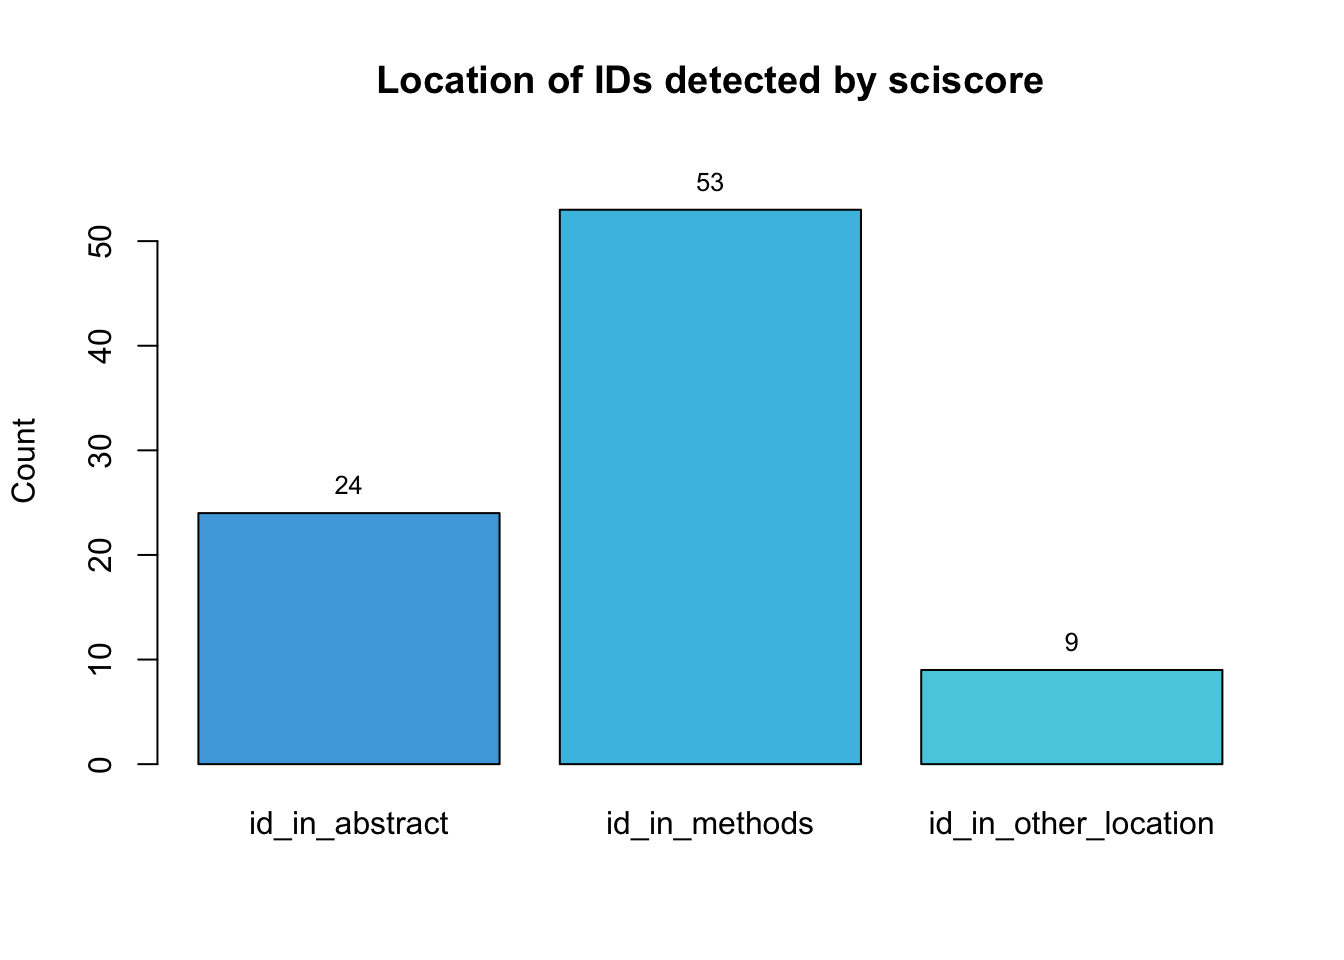 Location of IDs detected by sciscore
Count
50
40
30
20
10
0
24
53
9
id_in_abstract
id_in_methods
id_in_other_location